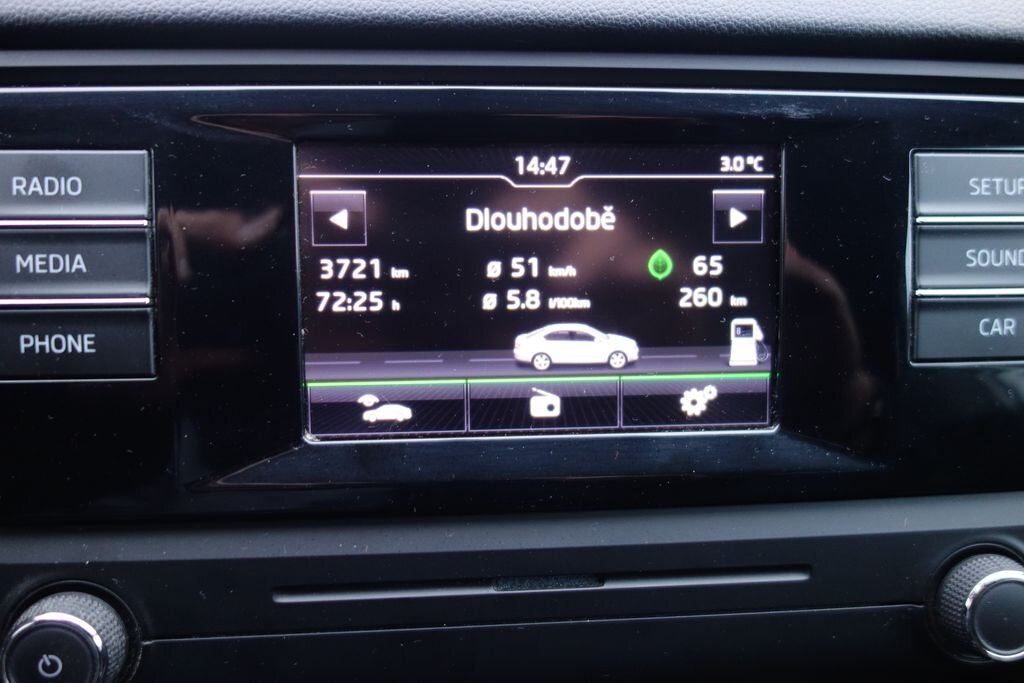 14:47 3.0 °C
RADIO
MEDIA
PHONE
Dlouhodobě
3721 km ø 51 km/h 65
72:25 h ø 5.8 l/100km 260 km
SETUP
SOUND
CAR